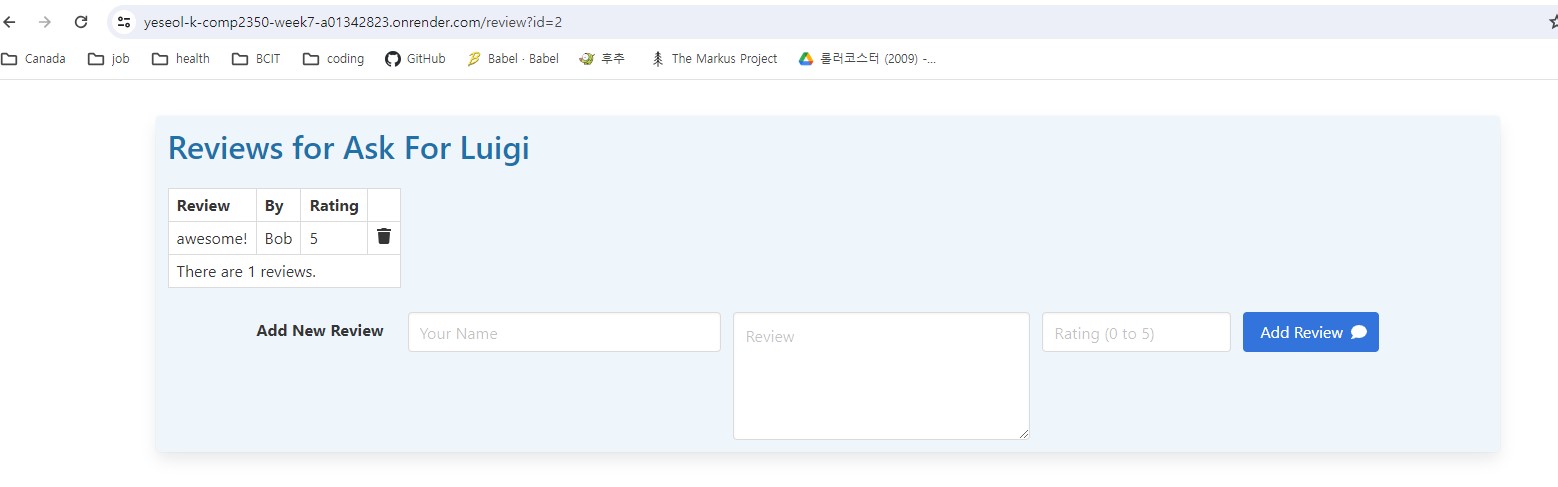 yeseol-k-comp2350-week7-a01342823.onrender.com/review?id=2
Canada job health BCIT coding GitHub Babel · Babel 후추 The Markus Project 롤러코스터 (2009) -...
Reviews for Ask For Luigi
Review By Rating
awesome! Bob 5
There are 1 reviews.
Add New Review Your Name Review Rating (0 to 5) Add Review